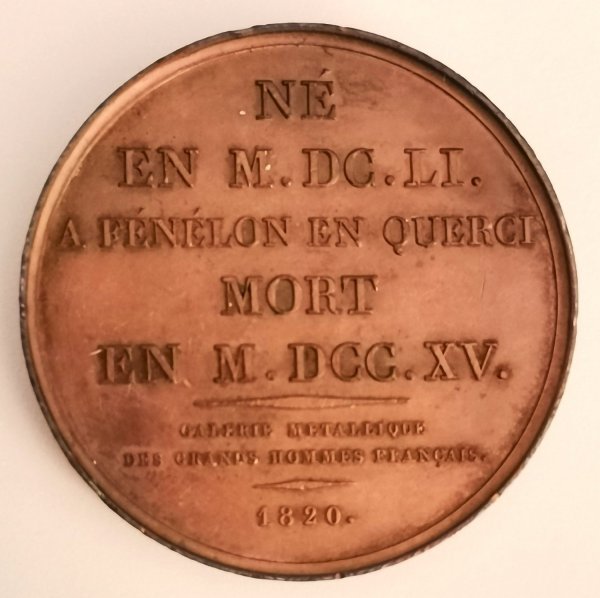 NÉ
EN M.DC.LI.
A FÉNÉLON EN QUERCI
MORT
EN M.DCC.XV.
GALERIE METALLIQUE
DES GRANDS HOMMES FRANÇAIS.
1820.